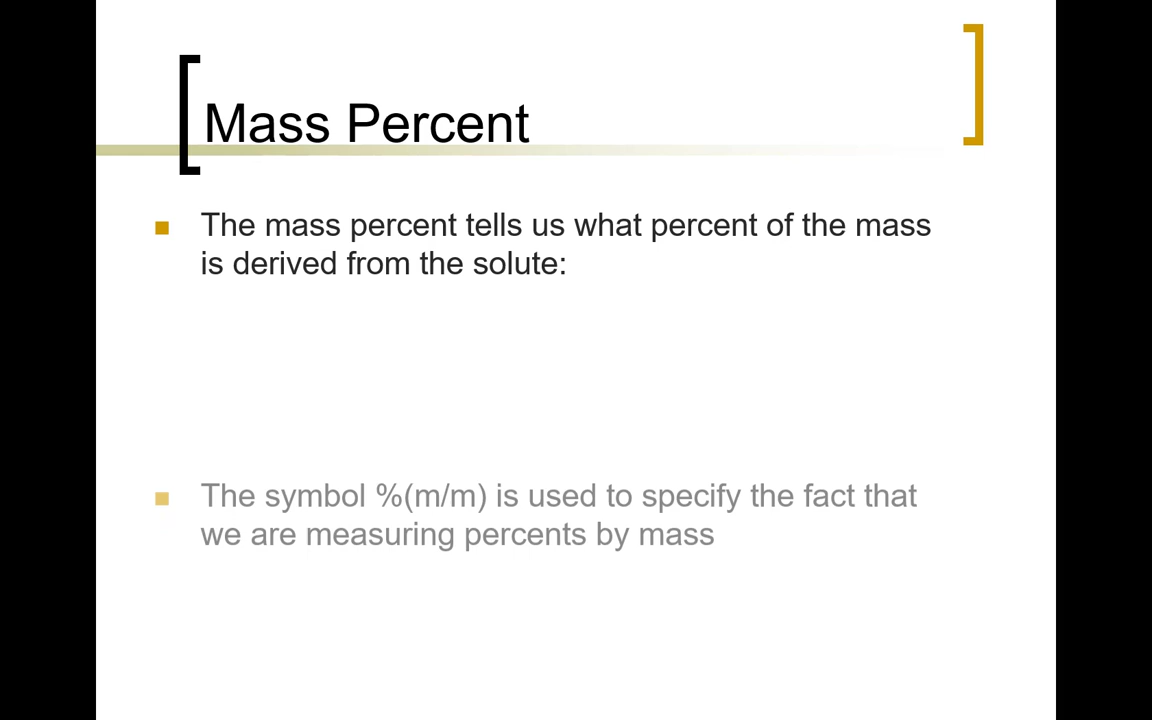 Mass Percent
The mass percent tells us what percent of the mass
is derived from the solute:
The symbol %(m/m) is used to specify the fact that
we are measuring percents by mass